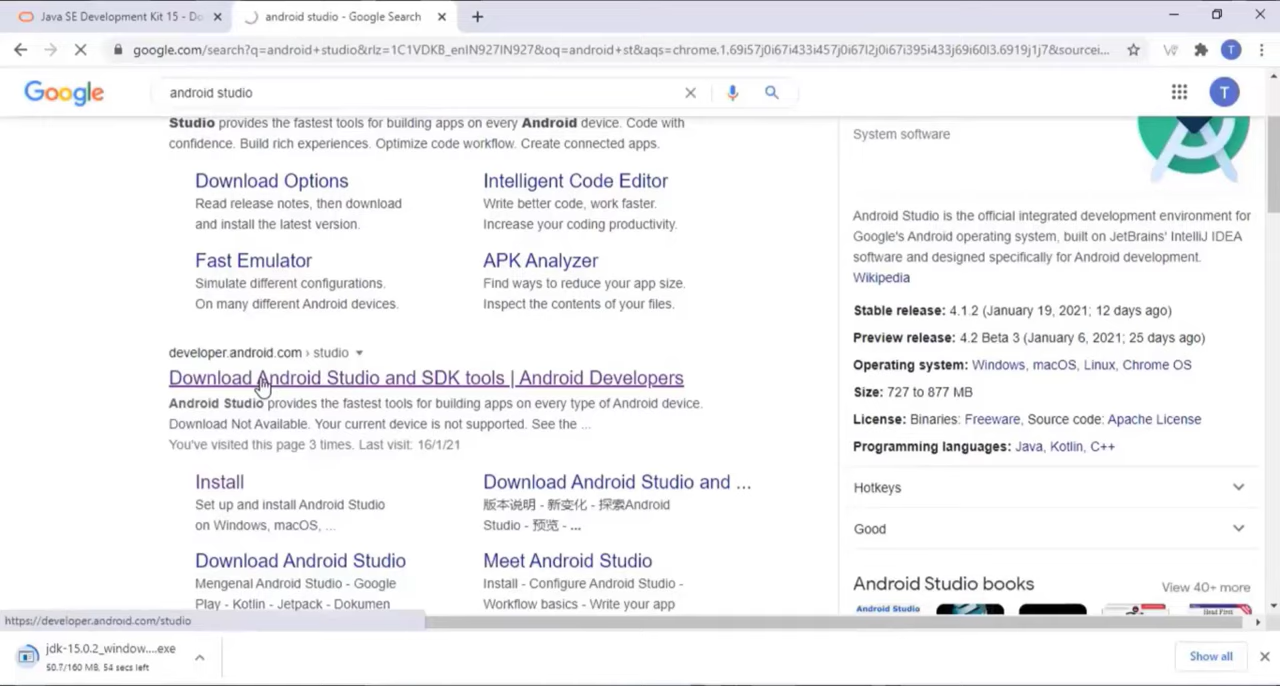 Java SE Development Kit 15 - Do
android studio - Google Search
google.com/search?q=android+studio&rlz=1C1VDKB_enIN927IN927&oq=android+st&aqs=chrome.1.69i57j0i67i433i457j0i67l2j0i67i395i433j69i60l3.6919j1j7&sourcei...
T
Google
android studio
T
Studio provides the fastest tools for building apps on every Android device. Code with
confidence. Build rich experiences. Optimize code workflow. Create connected apps.
Download Options
Read release notes, then download
and install the latest version.
Intelligent Code Editor
Write better code, work faster.
Increase your coding productivity.
Fast Emulator
Simulate different configurations.
On many different Android devices.
APK Analyzer
Find ways to reduce your app size.
Inspect the contents of your files.
developer.android.com › studio
Download Android Studio and SDK tools | Android Developers
Android Studio provides the fastest tools for building apps on every type of Android device.
Download Not Available. Your current device is not supported. See the ...
You've visited this page 3 times. Last visit: 16/1/21
Install
Set up and install Android Studio
on Windows, macOS, ...
Download Android Studio and ...
版本说明 - 新变化 - 探索Android
Studio - 预览 - ...
Download Android Studio
Mengenal Android Studio - Google
Play - Kotlin - Jetpack - Dokumen
Meet Android Studio
Install - Configure Android Studio -
Workflow basics - Write your app
System software
Android Studio is the official integrated development environment for
Google's Android operating system, built on JetBrains' IntelliJ IDEA
software and designed specifically for Android development.
Wikipedia
Stable release: 4.1.2 (January 19, 2021; 12 days ago)
Preview release: 4.2 Beta 3 (January 6, 2021; 25 days ago)
Operating system: Windows, macOS, Linux, Chrome OS
Size: 727 to 877 MB
License: Binaries: Freeware, Source code: Apache License
Programming languages: Java, Kotlin, C++
Hotkeys
Good
Android Studio books
View 40+ more
Android Studio
https://developer.android.com/studio
jdk-15.0.2_window....exe
50.7/160 MB, 54 secs left
Show all